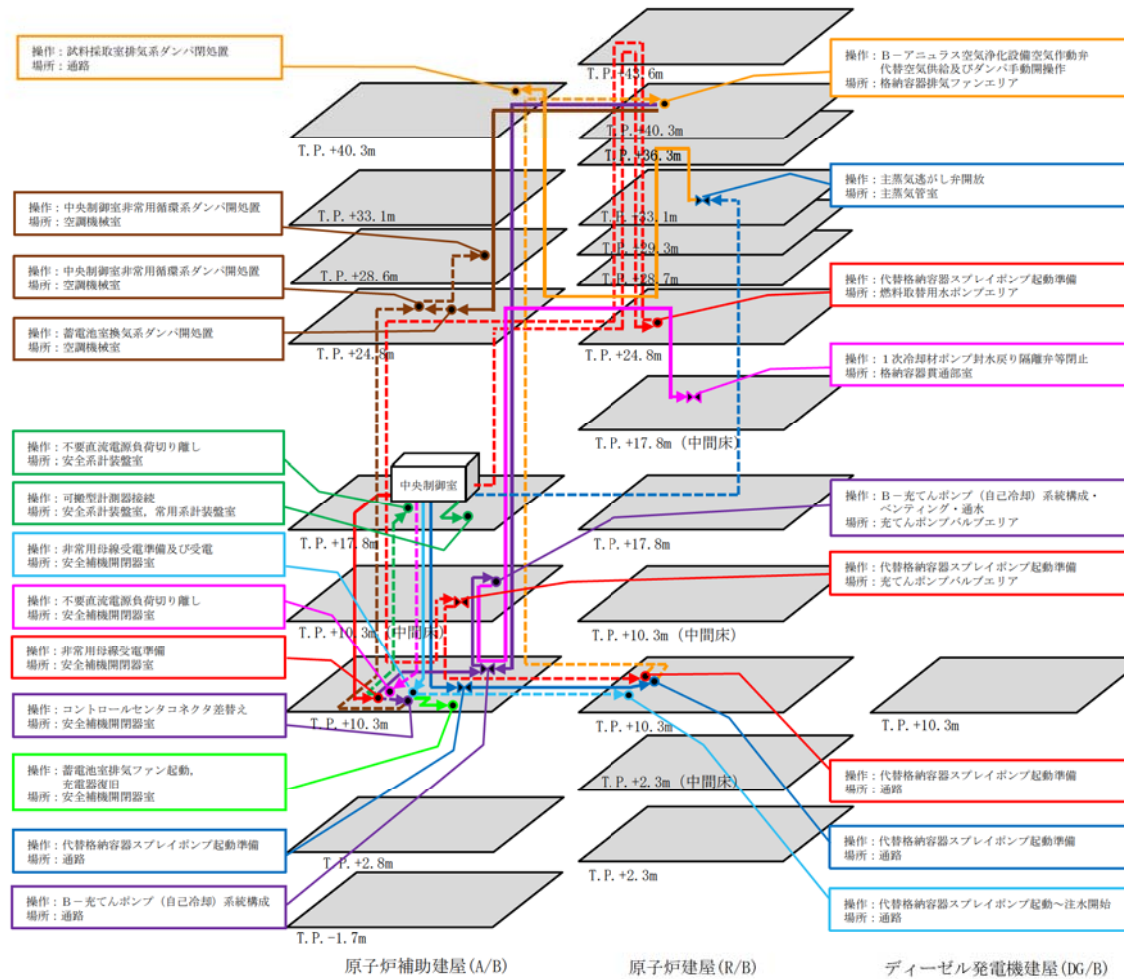 操作：試料採取室排気系ダンパ閉処置
場所：通路
操作：中央制御室非常用循環系ダンパ開処置
場所：空調機械室
操作：中央制御室非常用循環系ダンパ開処置
場所：空調機械室
操作：蓄電池室換気系ダンパ開処置
場所：空調機械室
操作：不要直流電源負荷切り離し
場所：安全系計装盤室
操作：可搬型計測器接続
場所：安全系計装盤室，常用系計装盤室
操作：非常用母線受電準備及び受電
場所：安全補機開閉器室
操作：不要直流電源負荷切り離し
場所：安全補機開閉器室
操作：非常用母線受電準備
場所：安全補機開閉器室
操作：コントロールセンタコネクタ差替え
場所：安全補機開閉器室
操作：蓄電池室排気ファン起動，
充電器復旧
場所：安全補機開閉器室
操作：代替格納容器スプレイポンプ起動準備
場所：通路
操作：B－充てんポンプ（自己冷却）系統構成
場所：通路
T.P.+40.3m
T.P.+33.1m
T.P.+28.6m
T.P.+24.8m
中央制御室
T.P.+17.8m
T.P.+10.3m（中間床）
T.P.+10.3m
T.P.+2.8m
T.P.-1.7m
原子炉補助建屋(A/B)
T.P.+43.6m
T.P.+40.3m
T.P.+36.3m
T.P.+33.1m
T.P.+29.3m
T.P.+28.7m
T.P.+24.8m
T.P.+17.8m（中間床）
T.P.+17.8m
T.P.+10.3m（中間床）
T.P.+10.3m
T.P.+2.3m（中間床）
T.P.+2.3m
原子炉建屋(R/B)
T.P.+10.3m
ディーゼル発電機建屋(DG/B)
操作：B－アニュラス空気浄化設備空気作動弁
代替空気供給及びダンパ手動開操作
場所：格納容器排気ファンエリア
操作：主蒸気逃がし弁開放
場所：主蒸気管室
操作：代替格納容器スプレイポンプ起動準備
場所：燃料取替用水ポンプエリア
操作：１次冷却材ポンプ封水戻り隔離弁等閉止
場所：格納容器貫通部室
操作：B－充てんポンプ（自己冷却）系統構成・
ベンティング・通水
場所：充てんポンプバルブエリア
操作：代替格納容器スプレイポンプ起動準備
場所：充てんポンプバルブエリア
操作：代替格納容器スプレイポンプ起動準備
場所：通路
操作：代替格納容器スプレイポンプ起動準備
場所：通路
操作：代替格納容器スプレイポンプ起動～注水開始
場所：通路